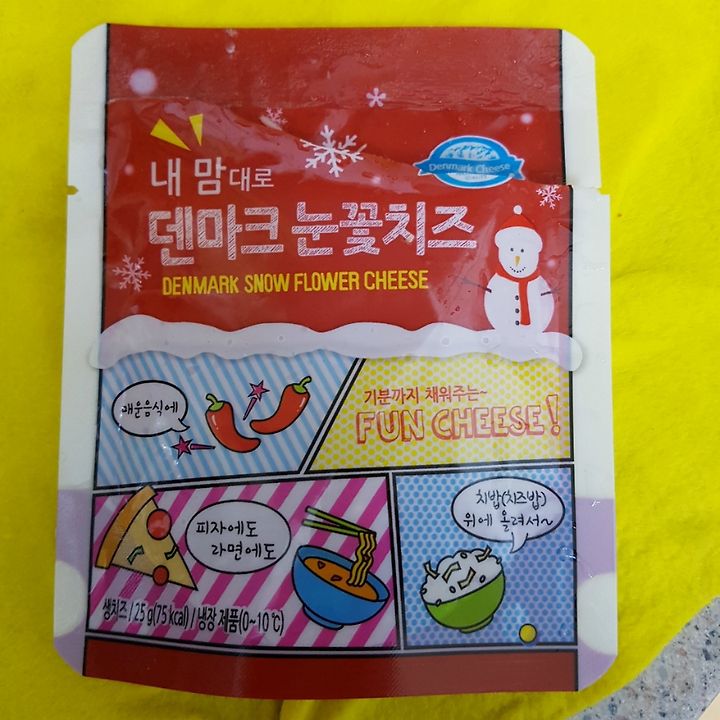 Denmark Cheese
내 맘대로
덴마크 눈꽃치즈
DENMARK SNOW FLOWER CHEESE
매운음식에
기분까지 채워주는~
FUN CHEESE!
피자에도
라면에도
치밥(치즈밥)
위에 올려서~
생치즈 / 25 g(75 kcal) / 냉장 제품(0~10 ℃)